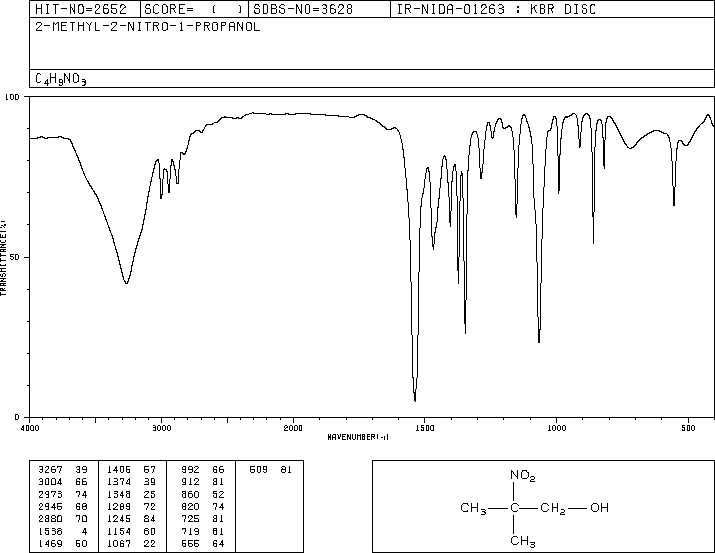 HIT-NO=2652 SCORE= ( ) SDBS-NO=3628 IR-NIDA-01263 : KBR DISC
2-METHYL-2-NITRO-1-PROPANOL
C4H9NO3
100
50
0
TRANSMITTANCE(%)
4000 3000 2000 1500 1000 500
WAVENUMBER(-1)
3267 39 1406 57 992 66 509 81
3004 66 1374 39 912 81
2973 74 1348 25 860 52
2945 68 1289 72 820 74
2880 70 1245 84 725 81
1536 4 1154 60 719 81
1469 50 1067 22 555 64
NO2
CH3 C CH2 OH
CH3